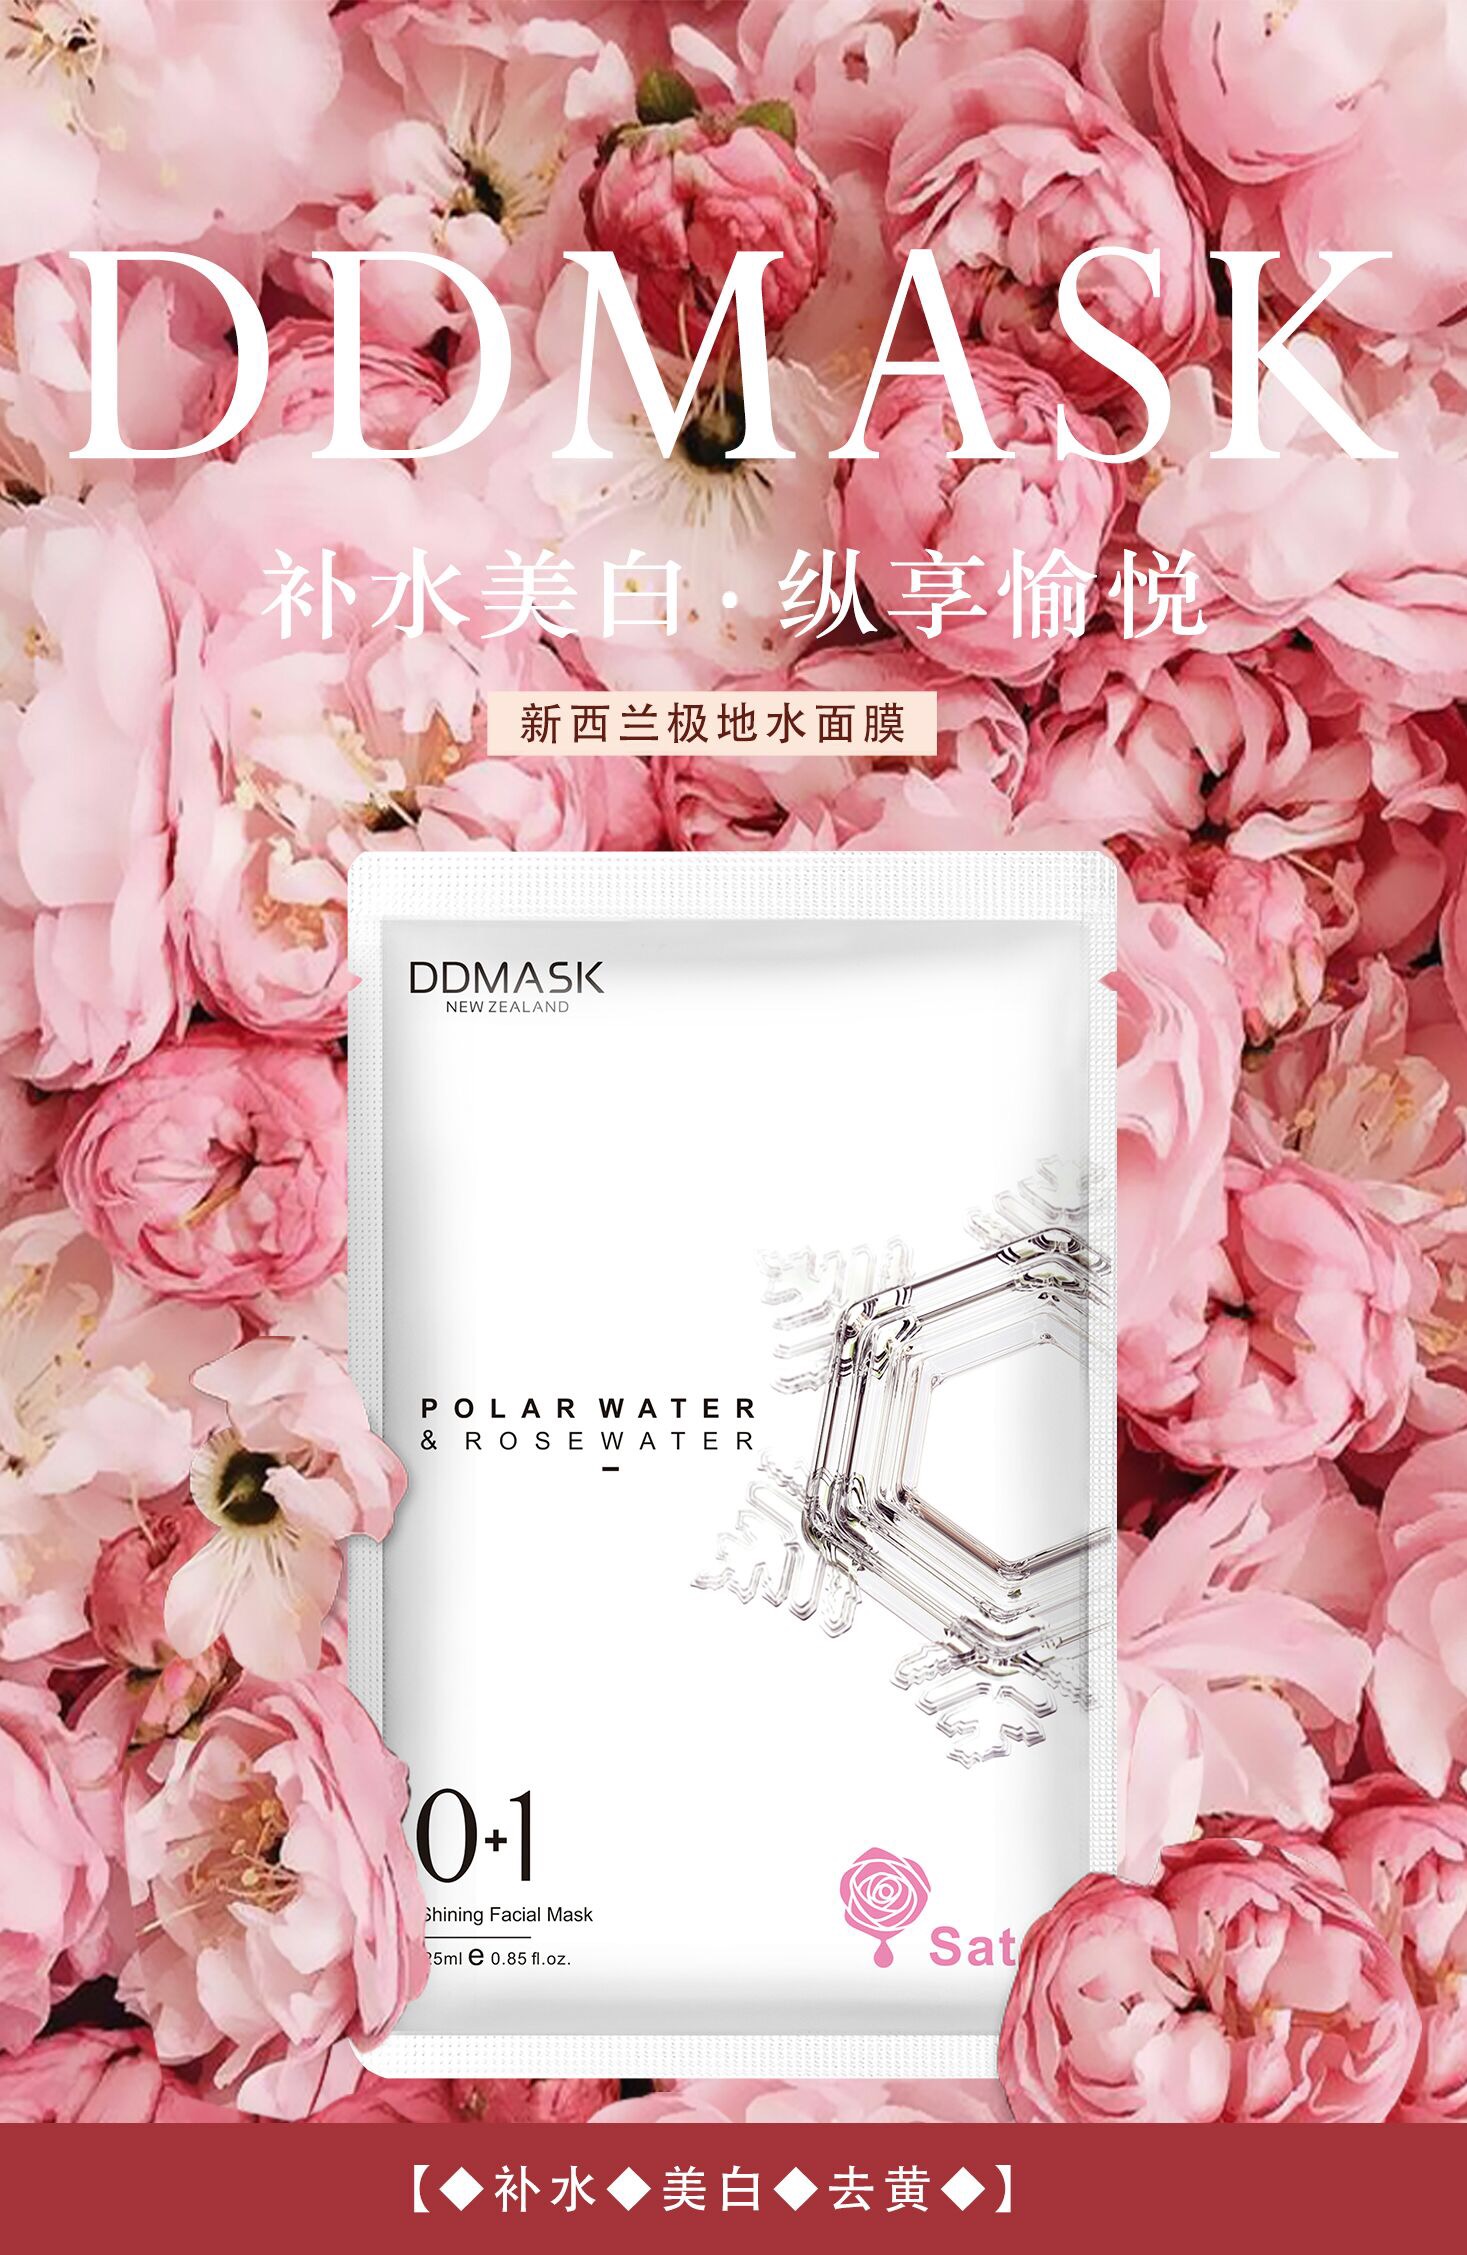 DDMASK
补水美白·纵享愉悦
新西兰极地水面膜
DDMASK
NEW ZEALAND
POLAR WATER
& ROSEWATER
0+1
Shining Facial Mask
25ml e 0.85 fl.oz.
Sat
【◆补水◆美白◆去黄◆】